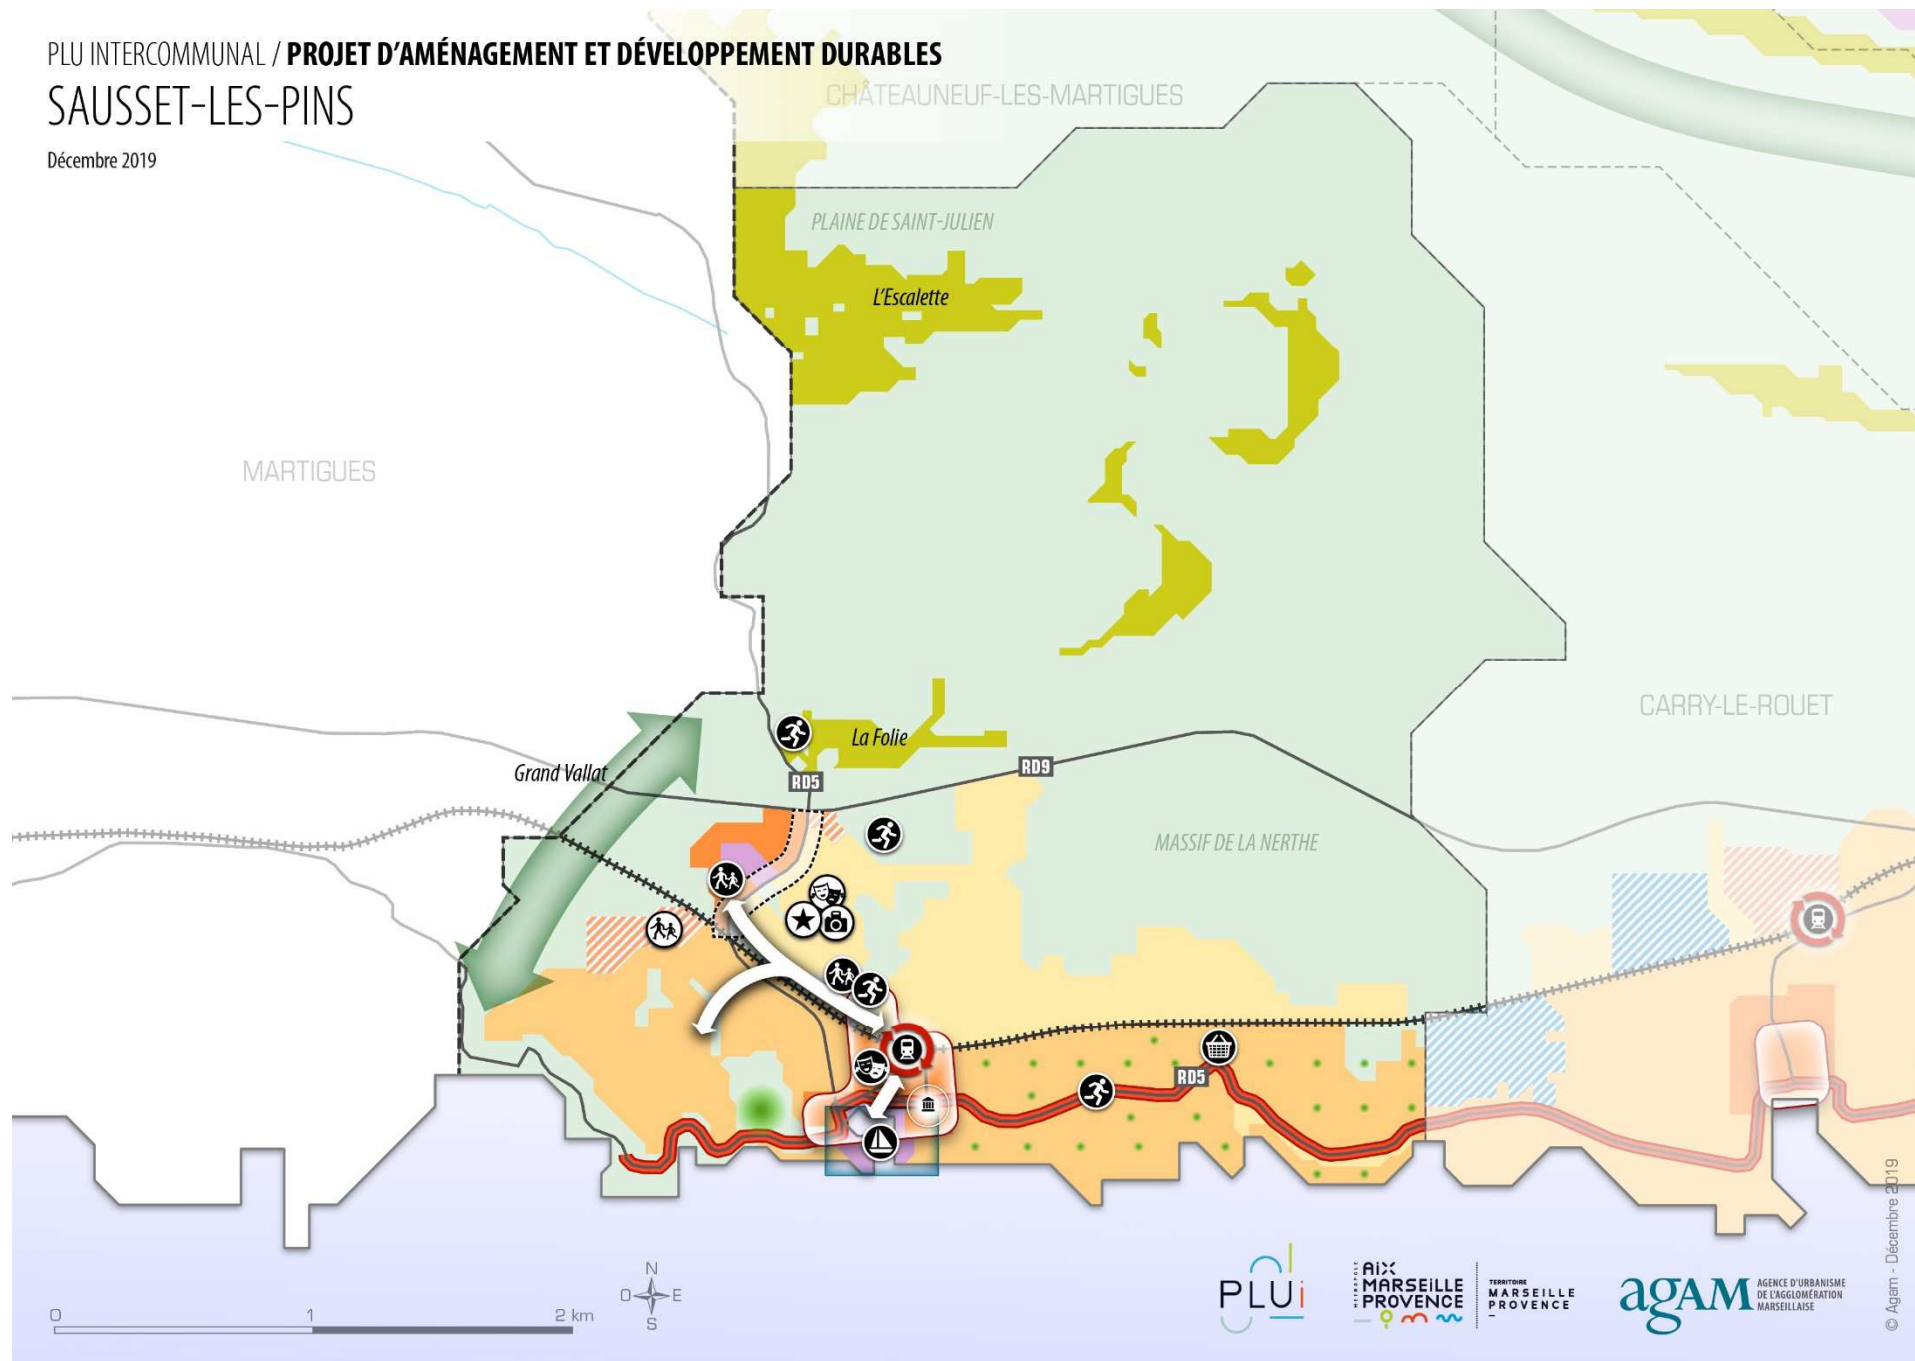 PLU INTERCOMMUNAL / PROJET D'AMÉNAGEMENT ET DÉVELOPPEMENT DURABLES
SAUSSET-LES-PINS
Décembre 2019
CHÂTEAUNEUF-LES-MARTIGUES
PLAINE DE SAINT-JULIEN
L'Escalette
MARTIGUES
CARRY-LE-ROUET
La Folie
Grand Vallat
RD5
RD9
MASSIF DE LA NERTHE
RD5
N
O E
S
0 1 2 km
PLUi
MÉTROPOLE
AIX
MARSEILLE
PROVENCE
TERRITOIRE
MARSEILLE
PROVENCE
agAM
AGENCE D'URBANISME
DE L'AGGLOMÉRATION
MARSEILLAISE
© Agam - Décembre 2019